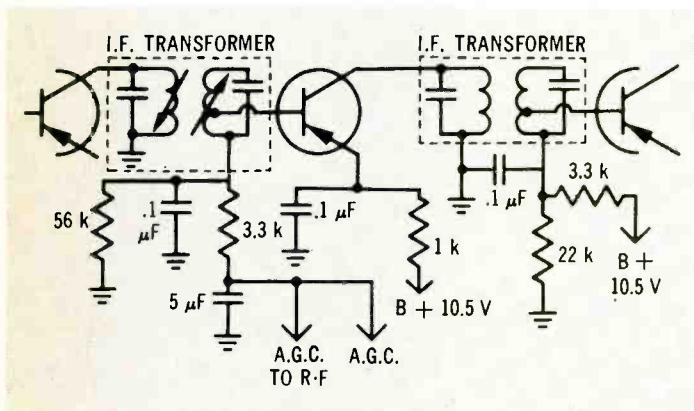 I.F. TRANSFORMER
I.F. TRANSFORMER
56 k
.1 µF
3.3 k
.1 µF
1 k
.1 µF
3.3 k
22 k
5 µF
B + 10.5 V
B + 10.5 V
A.G.C. TO R·F
A.G.C.